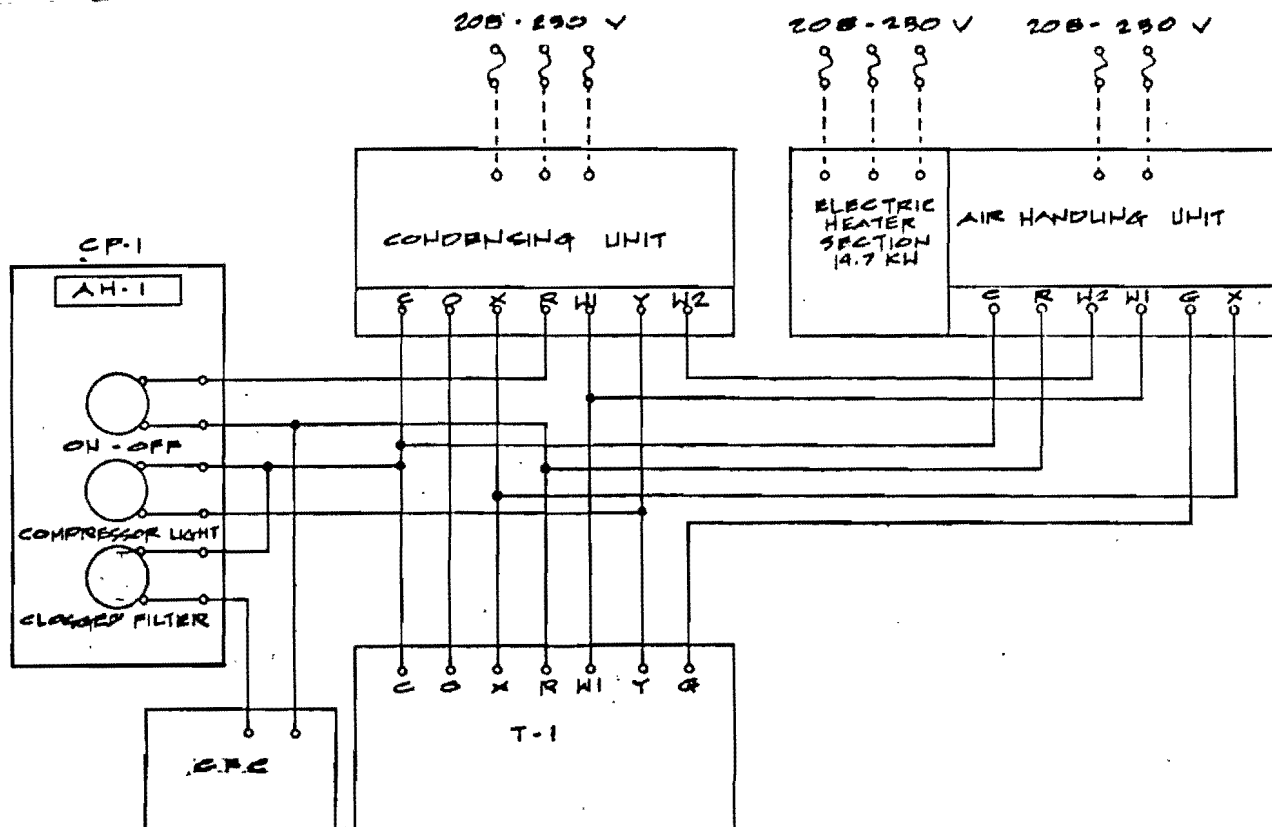 208-230 V
208-230 V
208-230 V
CONDENSING UNIT
ELECTRIC
HEATER
SECTION
14.7 KW
AIR HANDLING UNIT
CP-1
AH-1
C O X R W1 Y W2
C R W2 W1 G X
ON-OFF
COMPRESSOR LIGHT
CLOGGED FILTER
C O X R W1 Y G
T-1
C.F.C